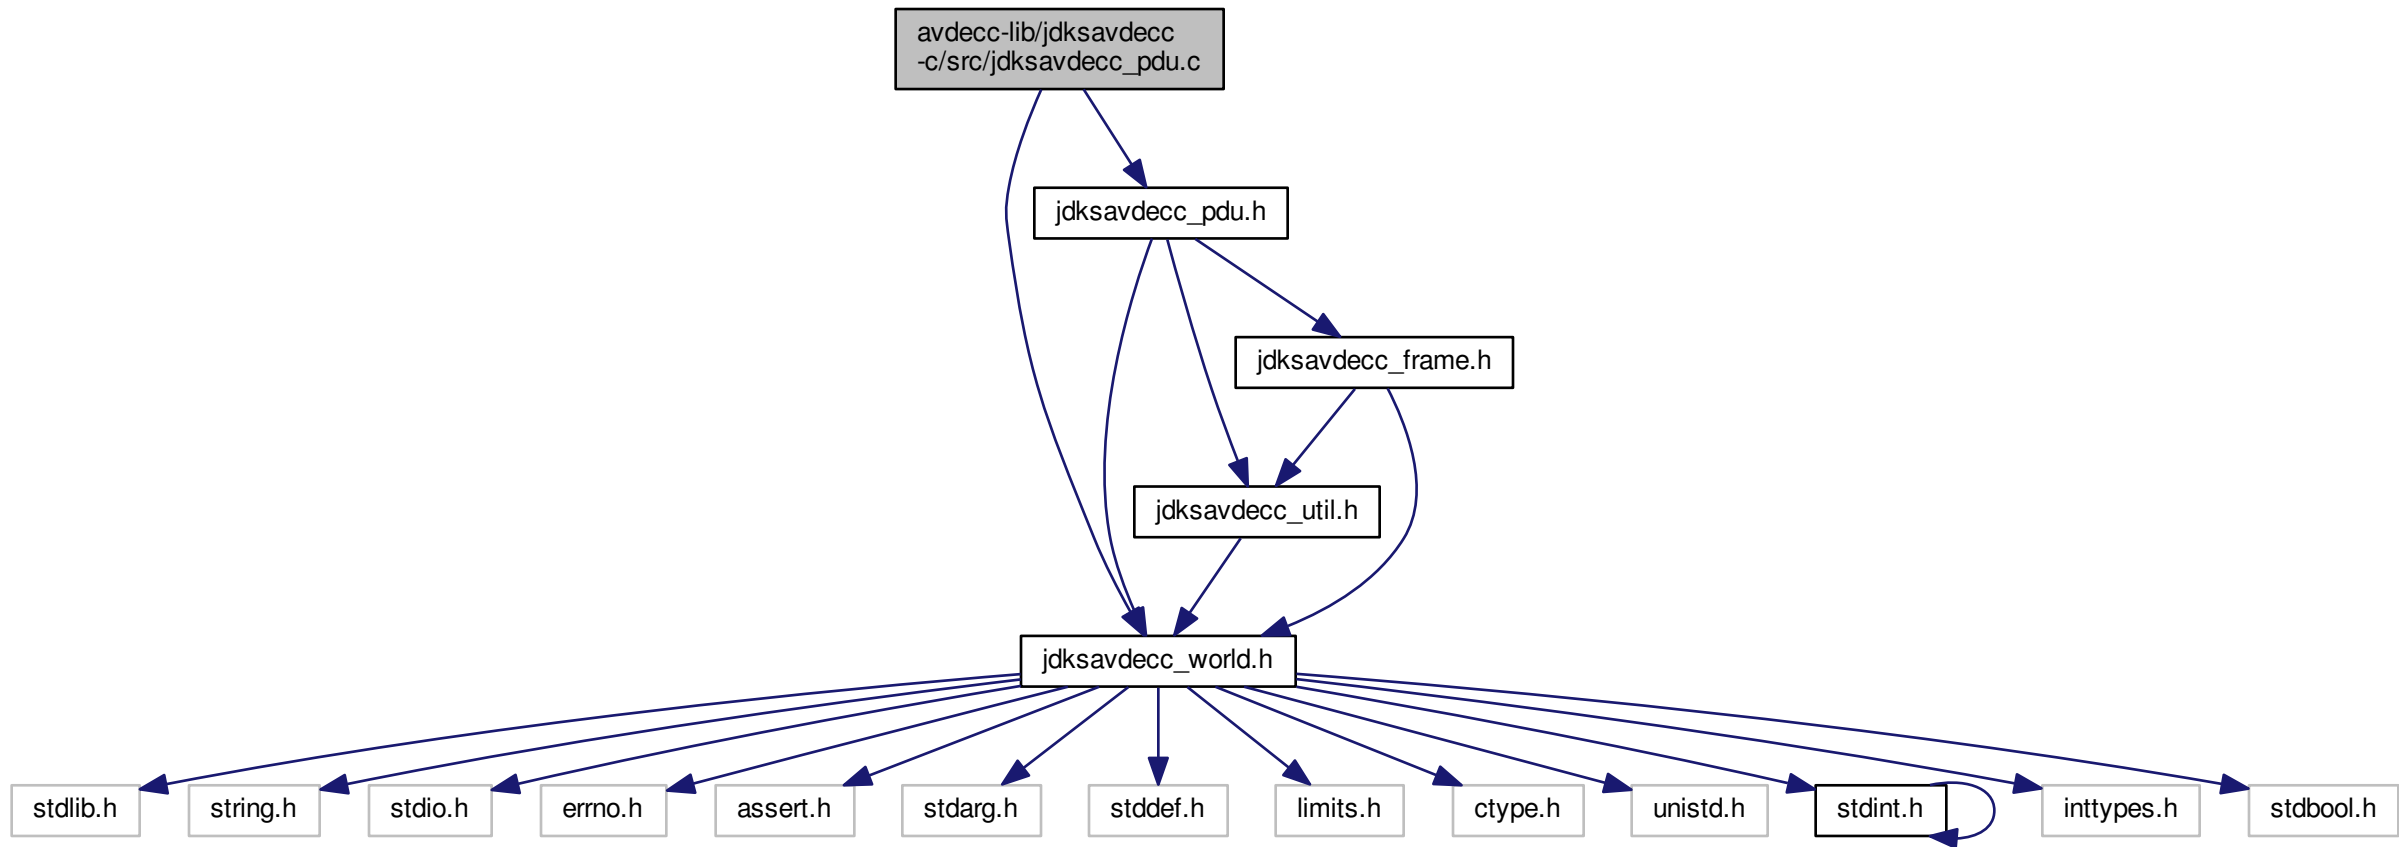 avdecc-lib/jdksavdecc
-c/src/jdksavdecc_pdu.c
jdksavdecc_pdu.h
jdksavdecc_frame.h
jdksavdecc_util.h
jdksavdecc_world.h
stdlib.h
string.h
stdio.h
errno.h
assert.h
stdarg.h
stddef.h
limits.h
ctype.h
unistd.h
stdint.h
inttypes.h
stdbool.h